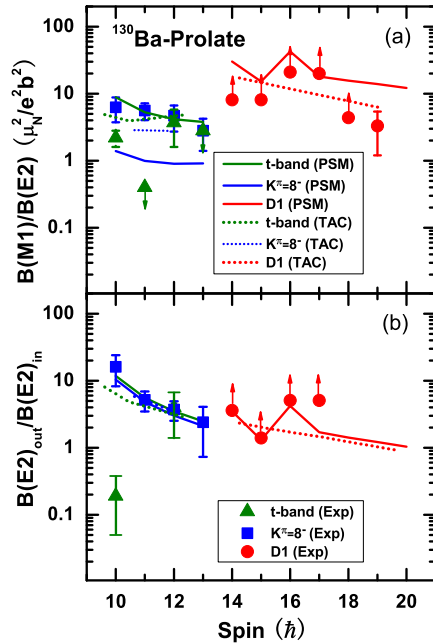 ¹³⁰Ba-Prolate
(a)
B(M1)/B(E2) (μ²_N/e²b²)
100
10
1
0.1
t-band (PSM)
Kπ=8⁻ (PSM)
D1 (PSM)
t-band (TAC)
Kπ=8⁻ (TAC)
D1 (TAC)
(b)
B(E2)out/B(E2)in
100
10
1
0.1
t-band (Exp)
Kπ=8⁻ (Exp)
D1 (Exp)
10 12 14 16 18 20
Spin (ℏ)